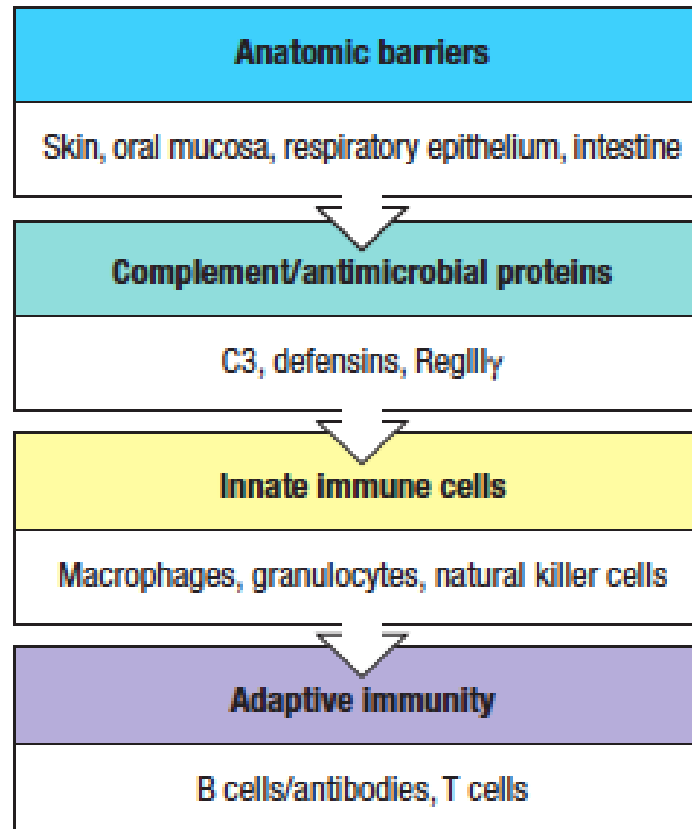 Anatomic barriers
Skin, oral mucosa, respiratory epithelium, intestine
Complement/antimicrobial proteins
C3, defensins, RegIIIγ
Innate immune cells
Macrophages, granulocytes, natural killer cells
Adaptive immunity
B cells/antibodies, T cells